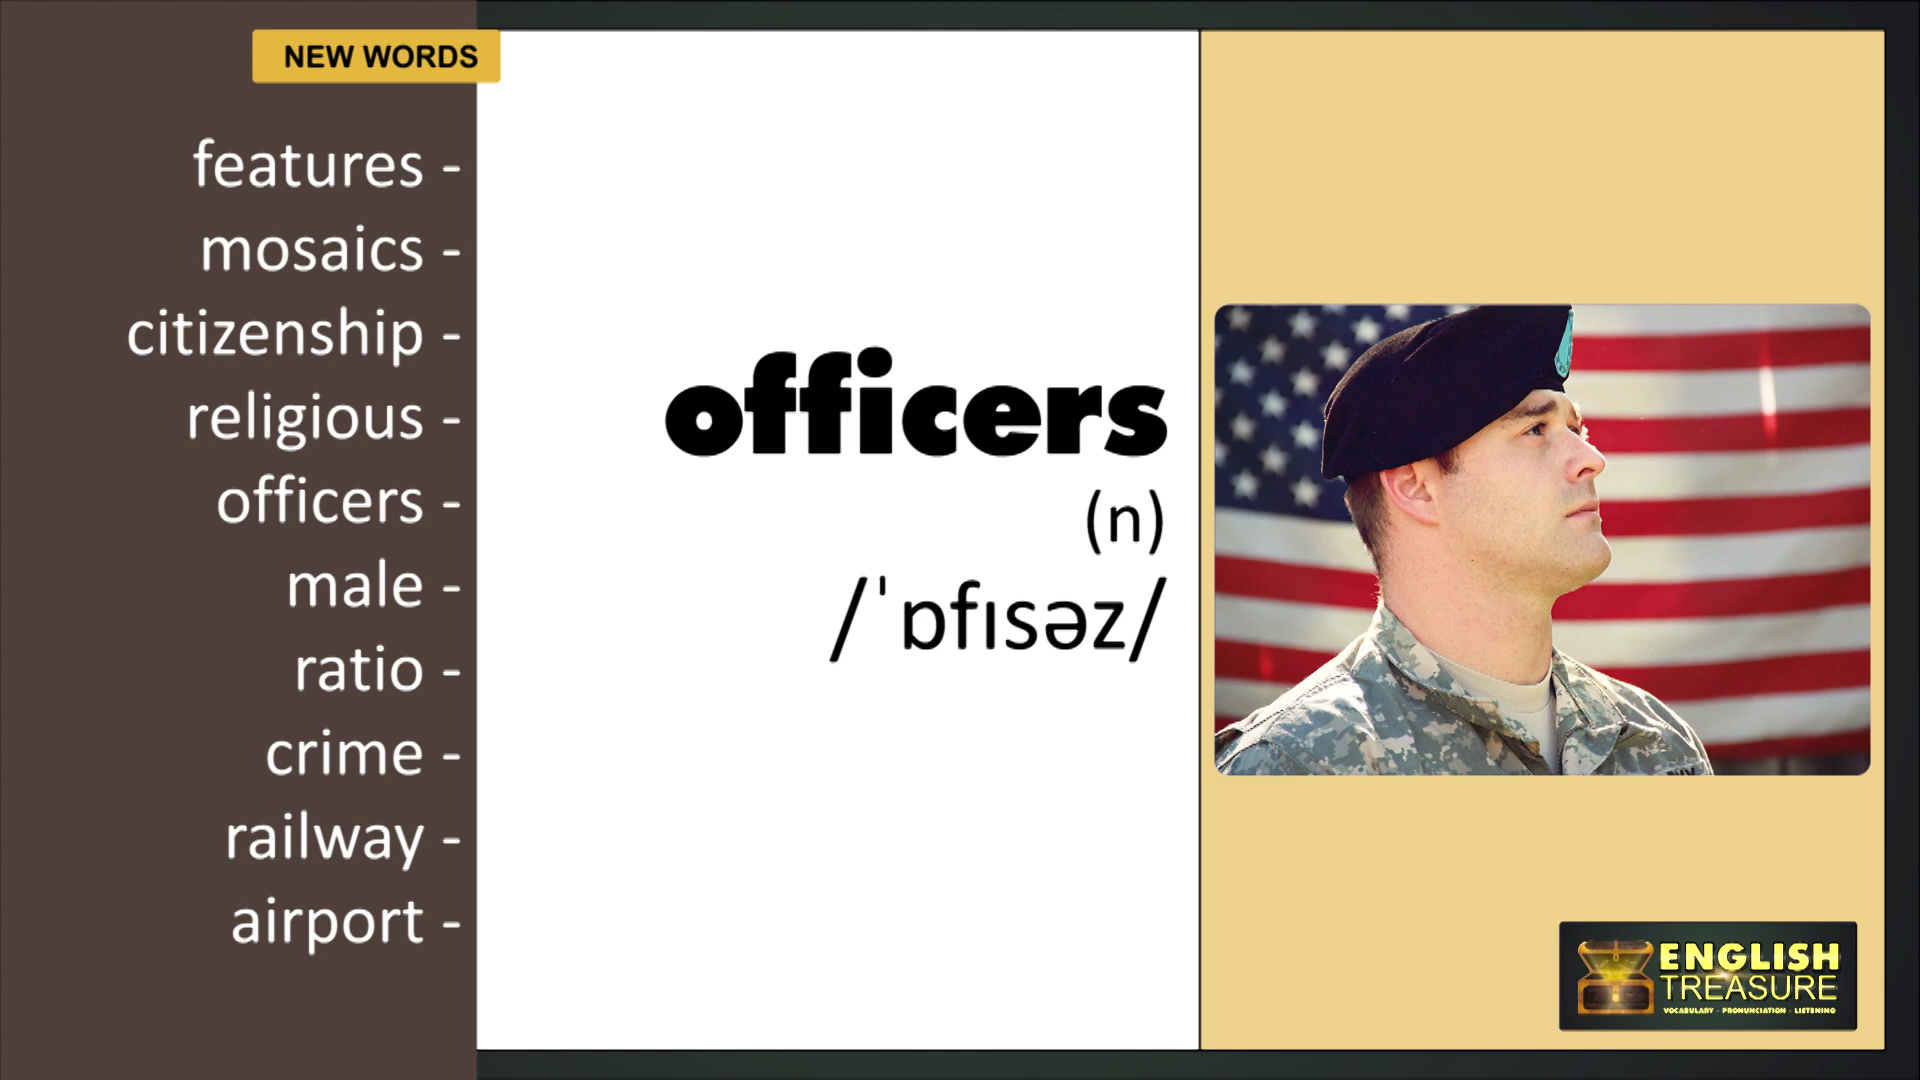 NEW WORDS
features -
mosaics -
citizenship -
religious -
officers -
male -
ratio -
crime -
railway -
airport -
officers
(n)
/ˈɒfɪsəz/
ENGLISH
TREASURE
VOCABULARY - PRONUNCIATION - LISTENING